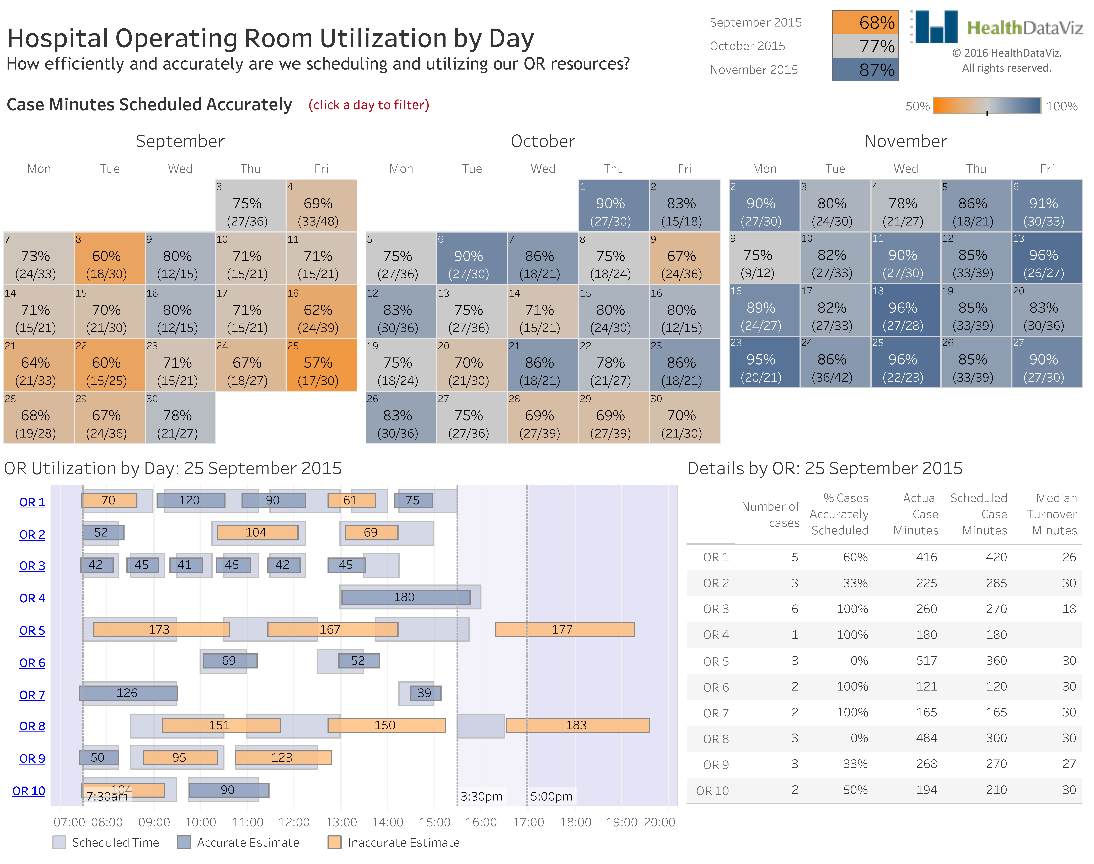 Hospital Operating Room Utilization by Day
How efficiently and accurately are we scheduling and utilizing our OR resources?
September 2015 68%
October 2015 77%
November 2015 87%
HealthDataViz
© 2016 HealthDataViz.
All rights reserved.
Case Minutes Scheduled Accurately (click a day to filter)
50% 100%
September October November
Mon Tue Wed Thu Fri Mon Tue Wed Thu Fri Mon Tue Wed Thu Fri
3 4 1 2 2 3 4 5 6
75% 69% 90% 83% 90% 80% 78% 86% 91%
(27/36) (33/48) (27/30) (15/18) (27/30) (24/30) (21/27) (18/21) (30/33)
7 8 9 10 11 5 6 7 8 9 9 10 11 12 13
73% 60% 80% 71% 71% 75% 90% 86% 75% 67% 75% 82% 90% 85% 96%
(24/33) (18/30) (12/15) (15/21) (15/21) (27/36) (27/30) (18/21) (18/24) (24/36) (9/12) (27/33) (27/30) (33/39) (26/27)
14 15 16 17 18 12 13 14 15 16 16 17 18 19 20
71% 70% 80% 71% 62% 83% 75% 71% 80% 80% 89% 82% 96% 85% 83%
(15/21) (21/30) (12/15) (15/21) (24/39) (30/36) (27/36) (15/21) (24/30) (12/15) (24/27) (27/33) (27/28) (33/39) (30/36)
21 22 23 24 25 19 20 21 22 23 23 24 25 26 27
64% 60% 71% 67% 57% 75% 70% 86% 78% 86% 95% 86% 96% 85% 90%
(21/33) (15/25) (15/21) (18/27) (17/30) (18/24) (21/30) (18/21) (21/27) (18/21) (20/21) (36/42) (22/23) (33/39) (27/30)
28 29 30 26 27 28 29 30
68% 67% 78% 83% 75% 69% 69% 70%
(19/28) (24/36) (21/27) (30/36) (27/36) (27/39) (27/39) (21/30)
OR Utilization by Day: 25 September 2015
OR 1 70 120 90 61 75
OR 2 52 104 69
OR 3 42 45 41 45 42 45
OR 4 180
OR 5 173 167 177
OR 6 69 52
OR 7 126 39
OR 8 151 150 183
OR 9 50 95 123
OR 10 104 90
7:30am 3:30pm 5:00pm
07:00 08:00 09:00 10:00 11:00 12:00 13:00 14:00 15:00 16:00 17:00 18:00 19:00 20:00
Scheduled Time Accurate Estimate Inaccurate Estimate
Details by OR: 25 September 2015
Number of cases % Cases Accurately Scheduled Actual Case Minutes Scheduled Case Minutes Median Turnover Minutes
OR 1 5 60% 416 420 26
OR 2 3 33% 225 285 30
OR 3 6 100% 260 270 18
OR 4 1 100% 180 180
OR 5 3 0% 517 360 30
OR 6 2 100% 121 120 30
OR 7 2 100% 165 165 30
OR 8 3 0% 484 300 30
OR 9 3 33% 268 270 27
OR 10 2 50% 194 210 30